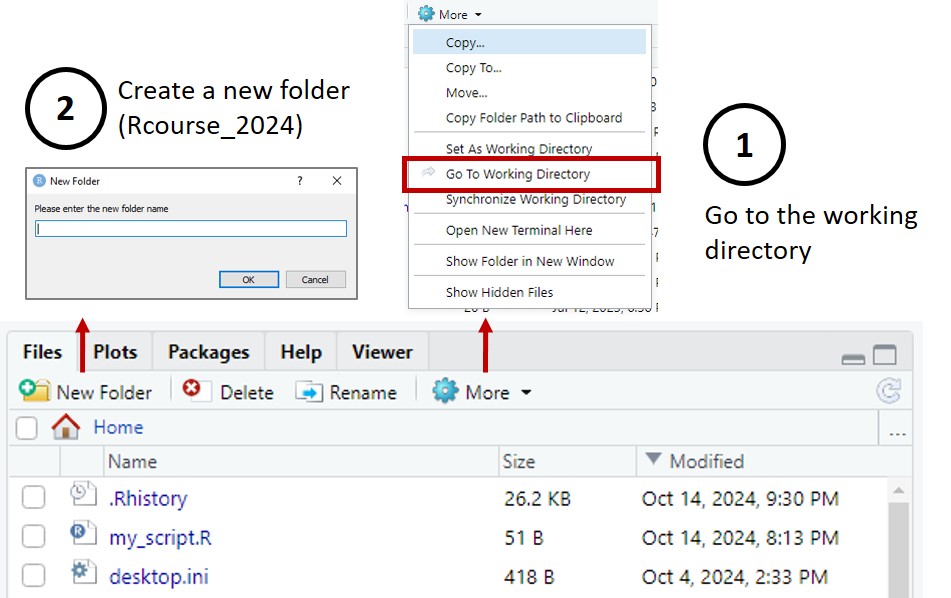 More
Copy...
Copy To...
Move...
Copy Folder Path to Clipboard
Set As Working Directory
Go To Working Directory
Synchronize Working Directory
Open New Terminal Here
Show Folder in New Window
Show Hidden Files
1
Go to the working
directory
2
Create a new folder
(Rcourse_2024)
New Folder
?
Please enter the new folder name
OK
Cancel
Files Plots Packages Help Viewer
New Folder Delete Rename More
Home
...
Name Size Modified
.Rhistory 26.2 KB Oct 14, 2024, 9:30 PM
my_script.R 51 B Oct 14, 2024, 8:13 PM
desktop.ini 418 B Oct 4, 2024, 2:33 PM